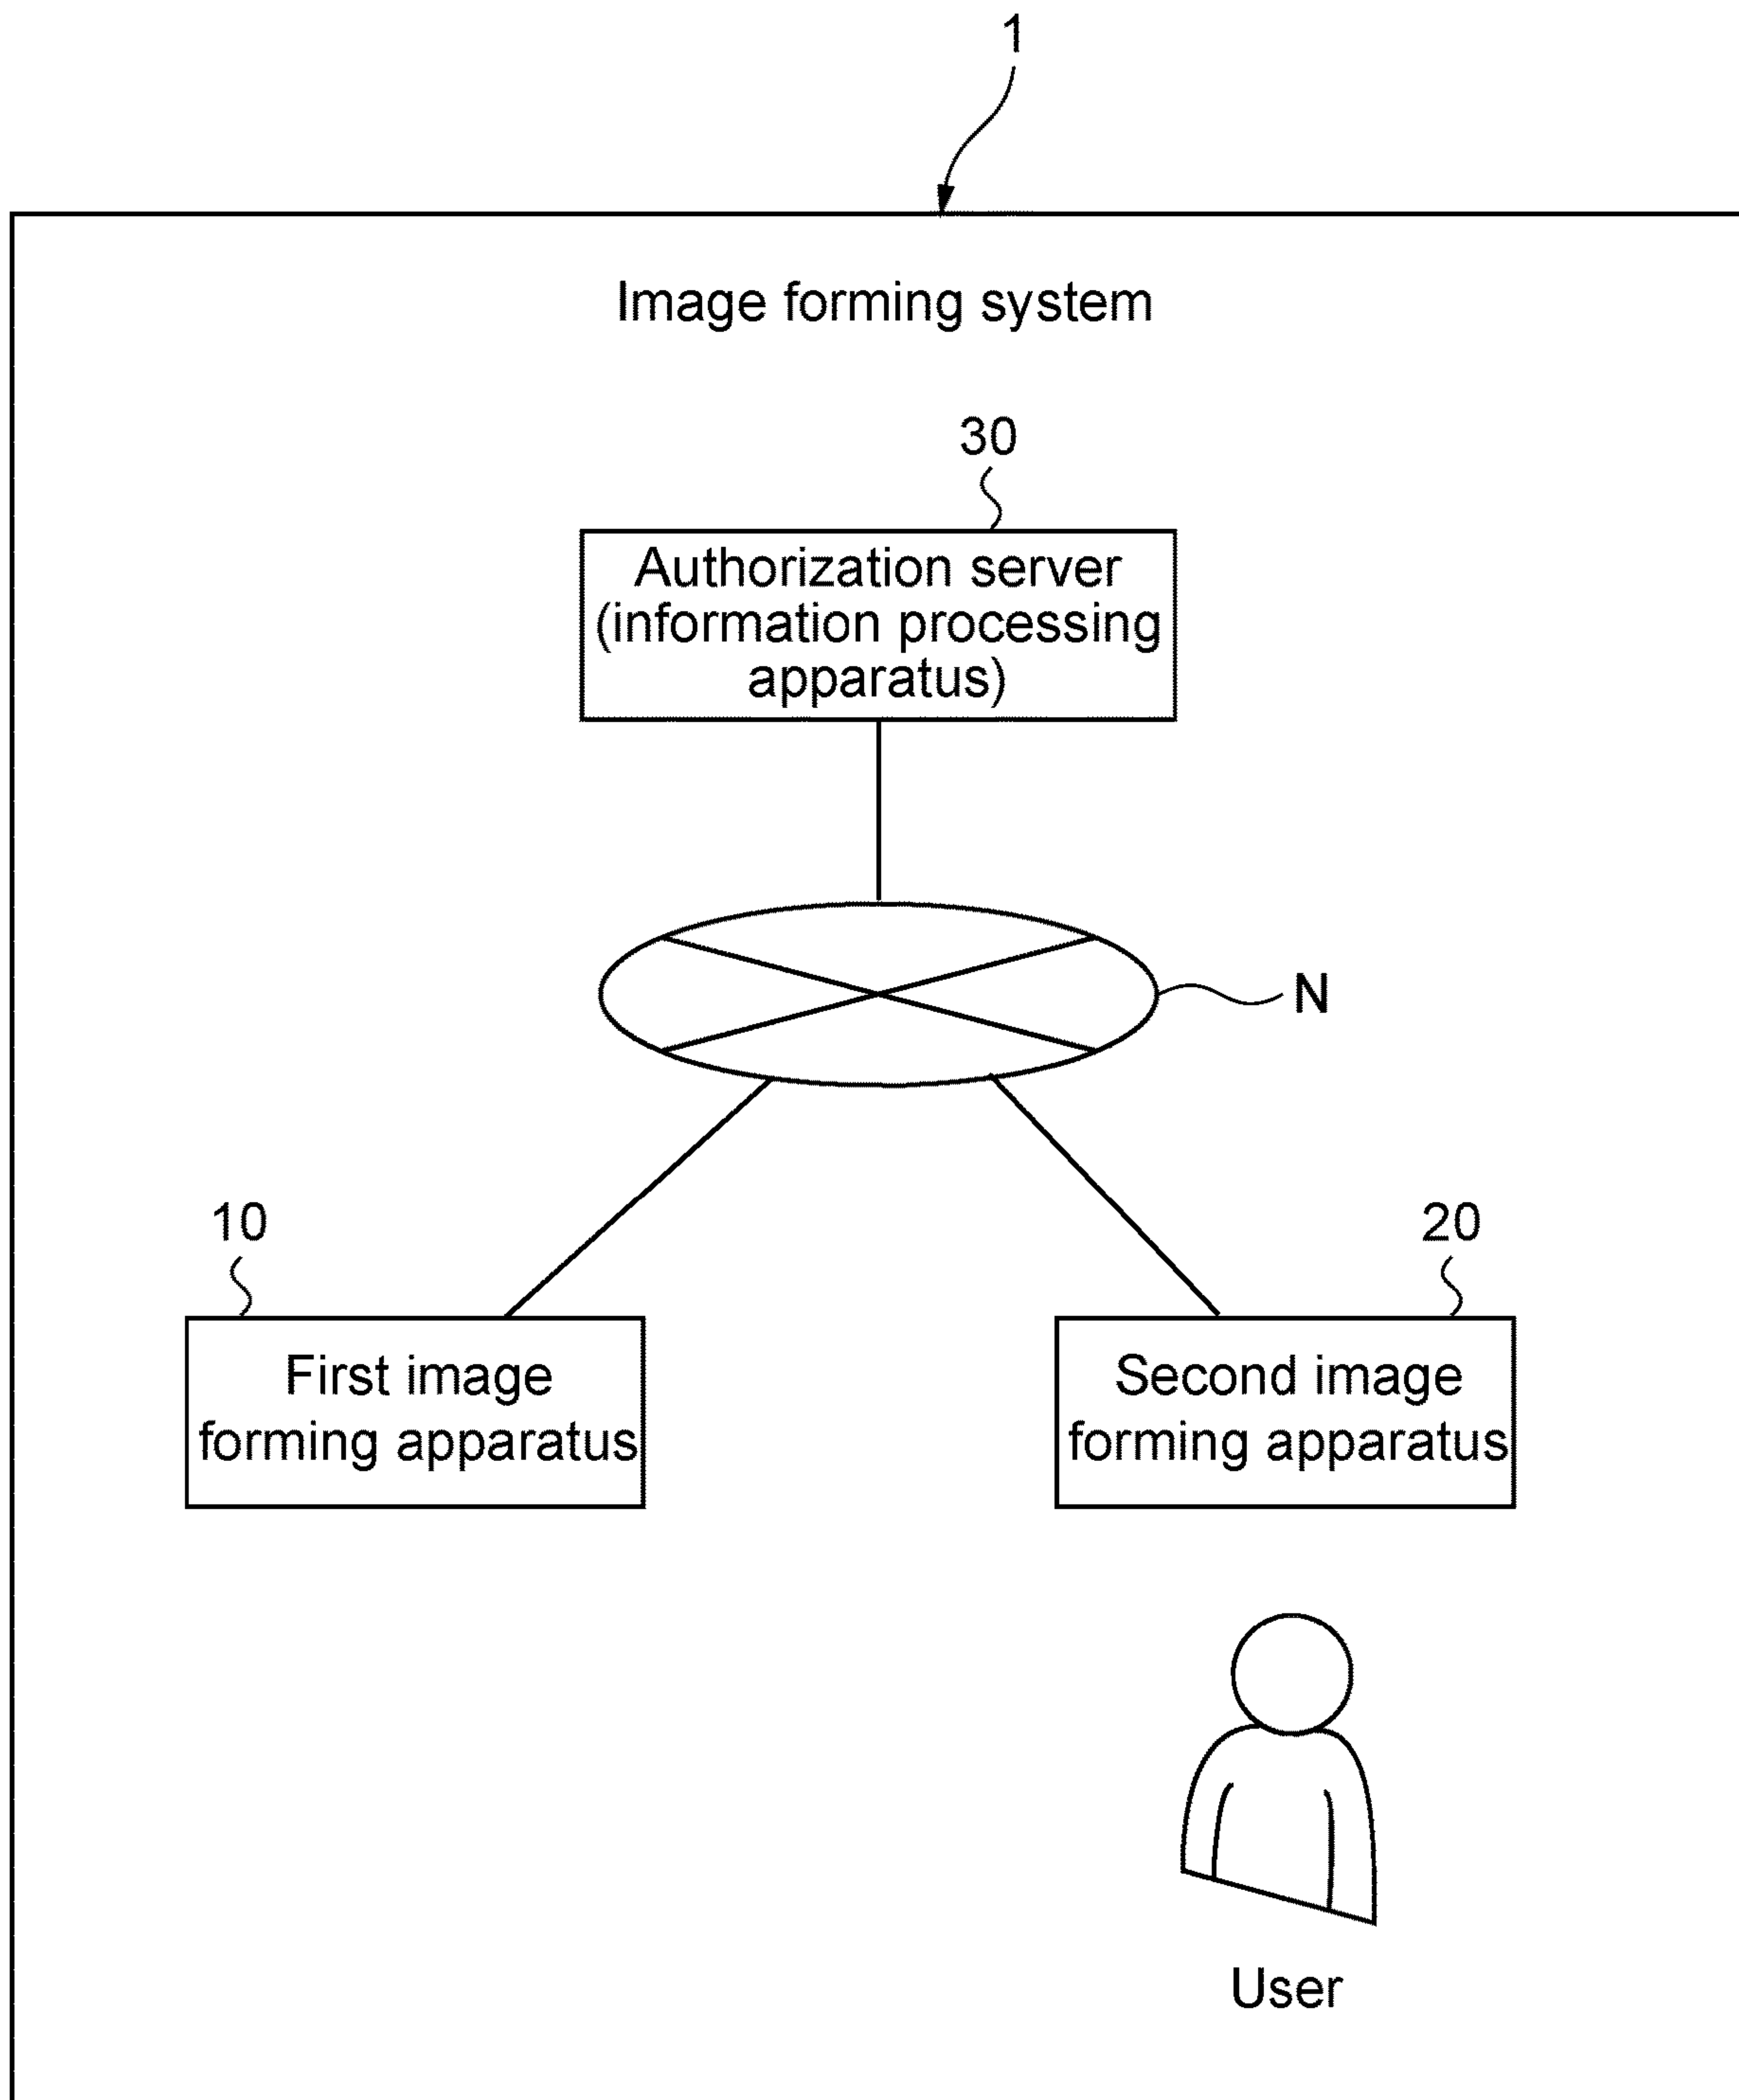 1
Image forming system
30
Authorization server
(information processing
apparatus)
N
10
20
First image
forming apparatus
Second image
forming apparatus
User